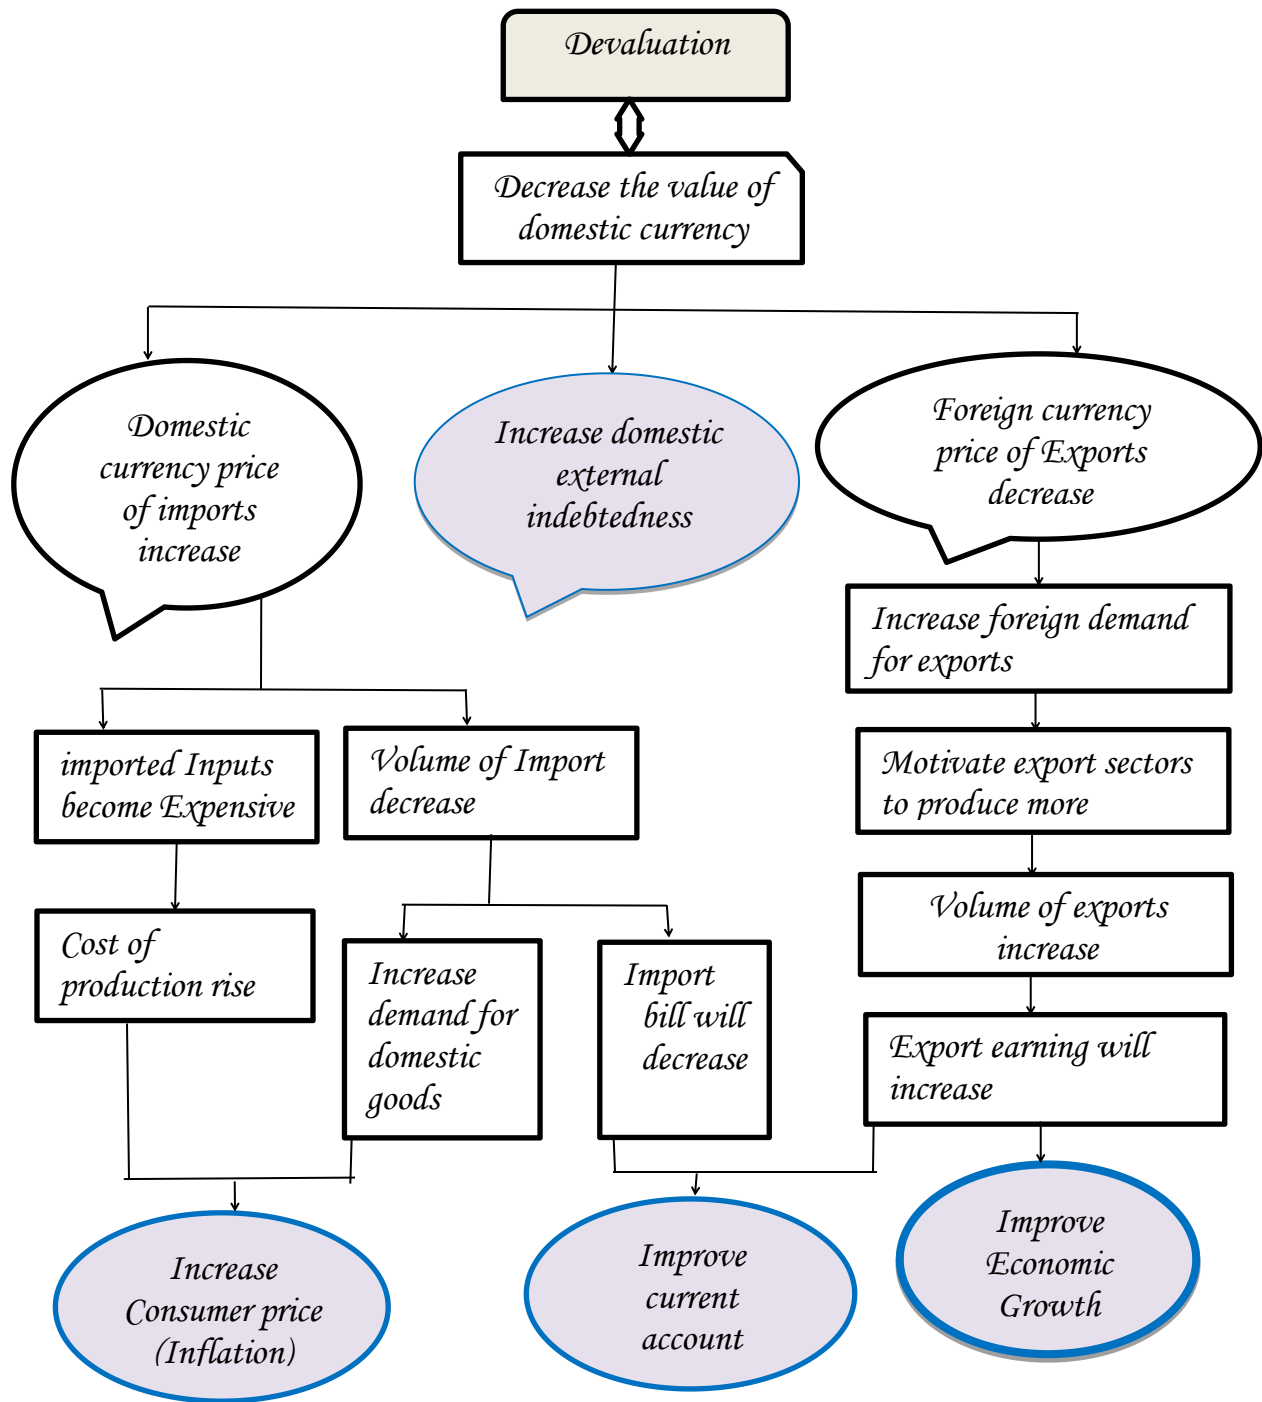 Devaluation
Decrease the value of
domestic currency
Domestic
currency price
of imports
increase
Increase domestic
external
indebtedness
Foreign currency
price of Exports
decrease
Increase foreign demand
for exports
imported Inputs
become Expensive
Volume of Import
decrease
Motivate export sectors
to produce more
Volume of exports
increase
Cost of
production rise
Increase
demand for
domestic
goods
Import
bill will
decrease
Export earning will
increase
Increase
Consumer price
(Inflation)
Improve
current
account
Improve
Economic
Growth